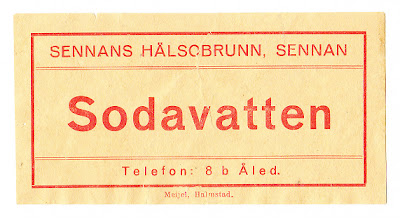 SENNANS HÄLSOBRUNN, SENNAN
Sodavatten
Telefon: 8 b Åled.
Meijel, Halmstad.